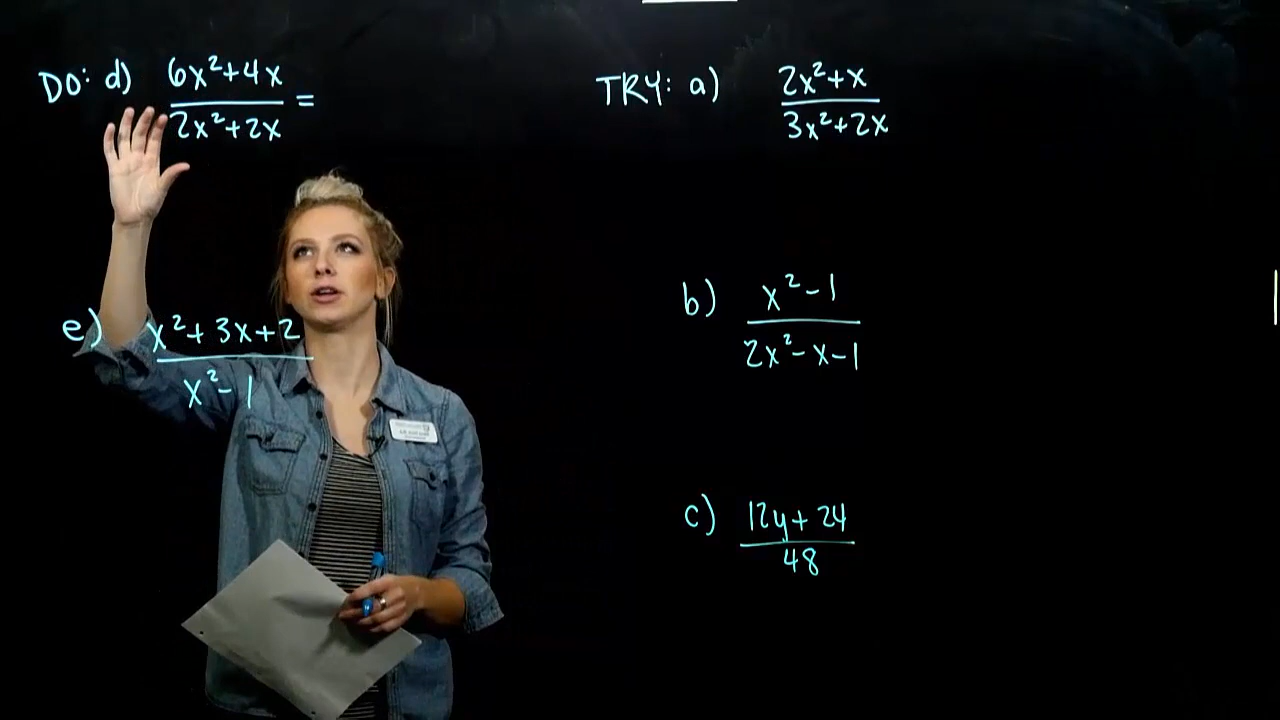 DO: d) 6x²+4x
2x²+2x =
e) x²+3x+2
x²-1
TRY: a) 2x²+x
3x²+2x
b) x²-1
2x²-x-1
c) 12y+24
48